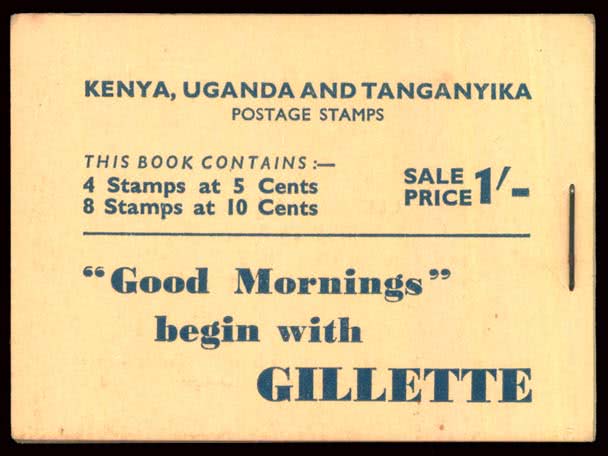 KENYA, UGANDA AND TANGANYIKA
POSTAGE STAMPS
THIS BOOK CONTAINS :—
4 Stamps at 5 Cents
8 Stamps at 10 Cents
SALE PRICE 1/-
“Good Mornings”
begin with
GILLETTE